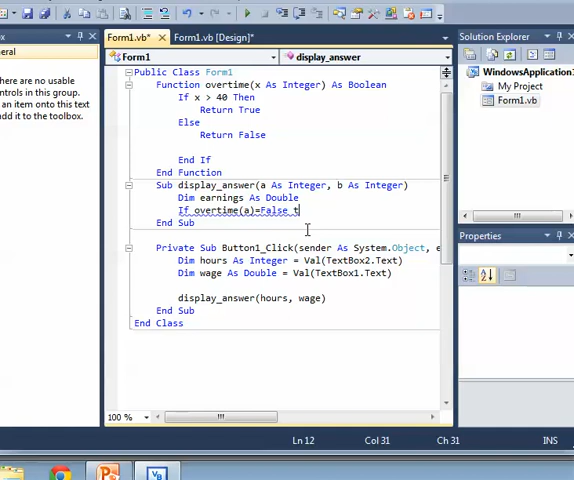 Form1.vb* × Form1.vb [Design]*
Form1
display_answer
Solution Explorer
eneral
here are no usable
ontrols in this group.
an item onto this text
add it to the toolbox.
Public Class Form1
Function overtime(x As Integer) As Boolean
If x > 40 Then
Return True
Else
Return False
End If
End Function
Sub display_answer(a As Integer, b As Integer)
Dim earnings As Double
If overtime(a)=False t
End Sub
Private Sub Button1_Click(sender As System.Object, e
Dim hours As Integer = Val(TextBox2.Text)
Dim wage As Double = Val(TextBox1.Text)
display_answer(hours, wage)
End Sub
End Class
WindowsApplication
My Project
Form1.vb
Properties
100 %
Ln 12 Col 31 Ch 31 INS